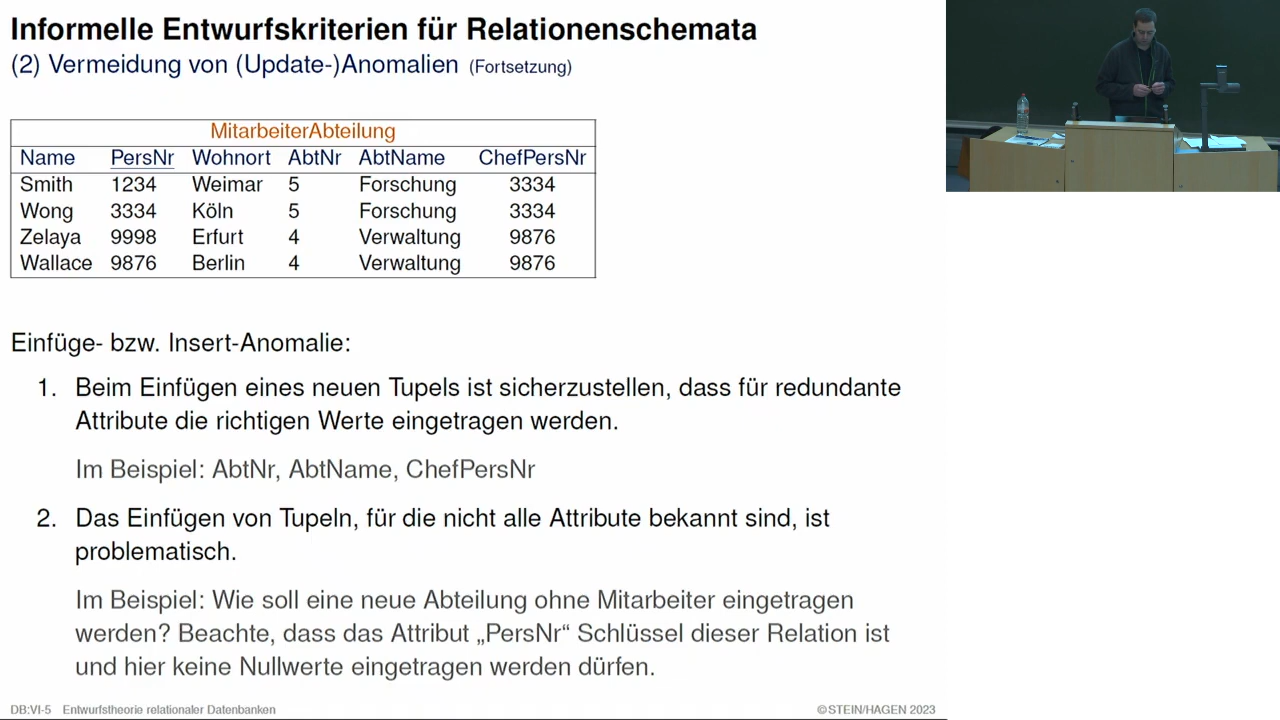 Informelle Entwurfskriterien für Relationenschemata
(2) Vermeidung von (Update-)Anomalien (Fortsetzung)
MitarbeiterAbteilung
Name PersNr Wohnort AbtNr AbtName ChefPersNr
Smith 1234 Weimar 5 Forschung 3334
Wong 3334 Köln 5 Forschung 3334
Zelaya 9998 Erfurt 4 Verwaltung 9876
Wallace 9876 Berlin 4 Verwaltung 9876
Einfüge- bzw. Insert-Anomalie:
1. Beim Einfügen eines neuen Tupels ist sicherzustellen, dass für redundante
Attribute die richtigen Werte eingetragen werden.
Im Beispiel: AbtNr, AbtName, ChefPersNr
2. Das Einfügen von Tupeln, für die nicht alle Attribute bekannt sind, ist
problematisch.
Im Beispiel: Wie soll eine neue Abteilung ohne Mitarbeiter eingetragen
werden? Beachte, dass das Attribut „PersNr“ Schlüssel dieser Relation ist
und hier keine Nullwerte eingetragen werden dürfen.
DB:VI-5 Entwurfstheorie relationaler Datenbanken
©STEIN/HAGEN 2023